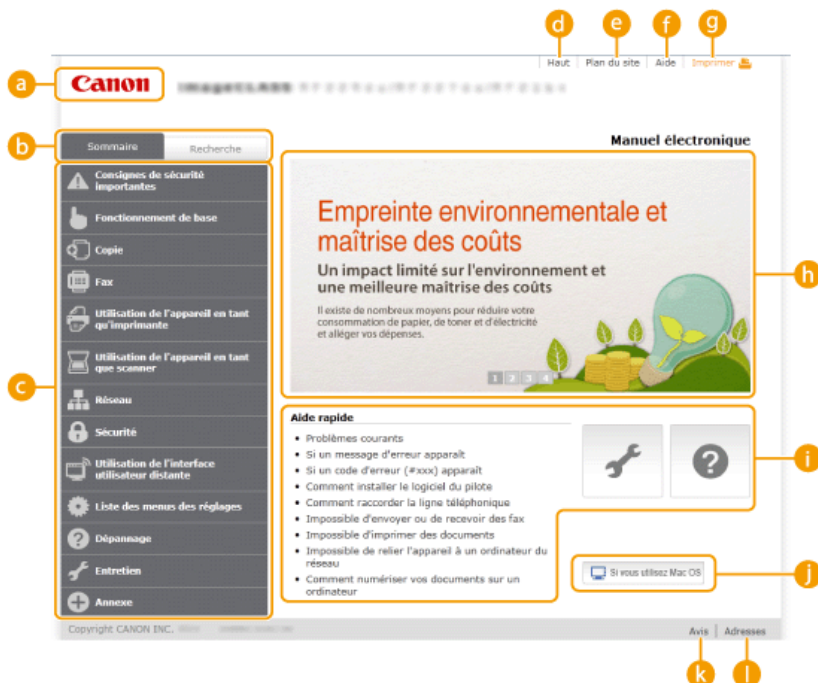 d
e
f
g
Haut | Plan du site | Aide | Imprimer
a
Canon
imageCLASS
b
Sommaire
Recherche
Manuel électronique
c
Consignes de sécurité
importantes
Fonctionnement de base
Copie
Fax
Utilisation de l'appareil en tant
qu'imprimante
Utilisation de l'appareil en tant
que scanner
Réseau
Sécurité
Utilisation de l'interface
utilisateur distante
Liste des menus des réglages
Dépannage
Entretien
Annexe
h
Empreinte environnementale et
maîtrise des coûts
Un impact limité sur l'environnement et
une meilleure maîtrise des coûts
Il existe de nombreux moyens pour réduire votre
consommation de papier, de toner et d'électricité
et alléger vos dépenses.
1 2 3 4
Aide rapide
• Problèmes courants
• Si un message d'erreur apparaît
• Si un code d'erreur (#xxx) apparaît
• Comment installer le logiciel du pilote
• Comment raccorder la ligne téléphonique
• Impossible d'envoyer ou de recevoir des fax
• Impossible d'imprimer des documents
• Impossible de relier l'appareil à un ordinateur du
réseau
• Comment numériser vos documents sur un
ordinateur
?
i
Si vous utilisez Mac OS
j
Copyright CANON INC.
Avis | Adresses
k
l